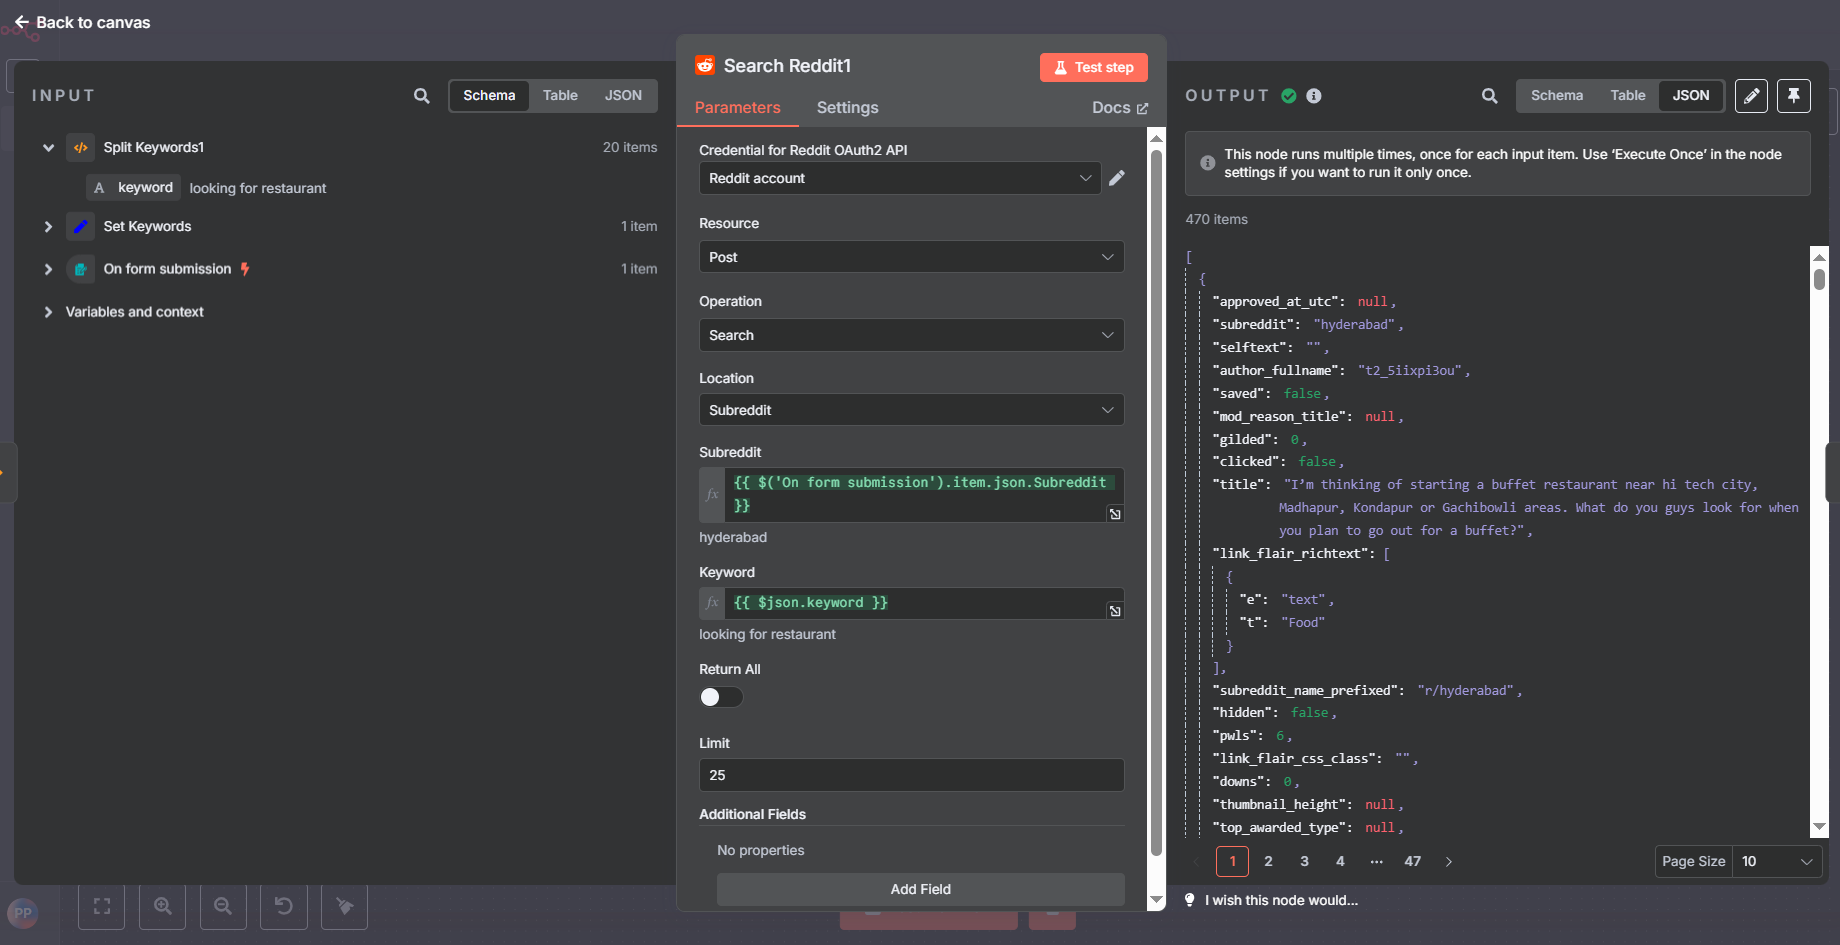 Back to canvas
INPUT
Schema
Table
JSON
Split Keywords1
20 items
A keyword looking for restaurant
Set Keywords
1 item
On form submission
1 item
Variables and context
Search Reddit1
Test step
Parameters
Settings
Docs
Credential for Reddit OAuth2 API
Reddit account
Resource
Post
Operation
Search
Location
Subreddit
Subreddit
fx
{{ $('On form submission').item.json.Subreddit
}}
hyderabad
Keyword
fx
{{ $json.keyword }}
looking for restaurant
Return All
Limit
25
Additional Fields
No properties
Add Field
OUTPUT
Schema
Table
JSON
This node runs multiple times, once for each input item. Use ‘Execute Once’ in the node
settings if you want to run it only once.
470 items
[
{
"approved_at_utc": null,
"subreddit": "hyderabad",
"selftext": "",
"author_fullname": "t2_5iixpi3ou",
"saved": false,
"mod_reason_title": null,
"gilded": 0,
"clicked": false,
"title": "I’m thinking of starting a buffet restaurant near hi tech city,
Madhapur, Kondapur or Gachibowli areas. What do you guys look for when
you plan to go out for a buffet?",
"link_flair_richtext": [
{
"e": "text",
"t": "Food"
}
],
"subreddit_name_prefixed": "r/hyderabad",
"hidden": false,
"pwls": 6,
"link_flair_css_class": "",
"downs": 0,
"thumbnail_height": null,
"top_awarded_type": null,
1 2 3 4 ... 47
Page Size 10
I wish this node would...
PP